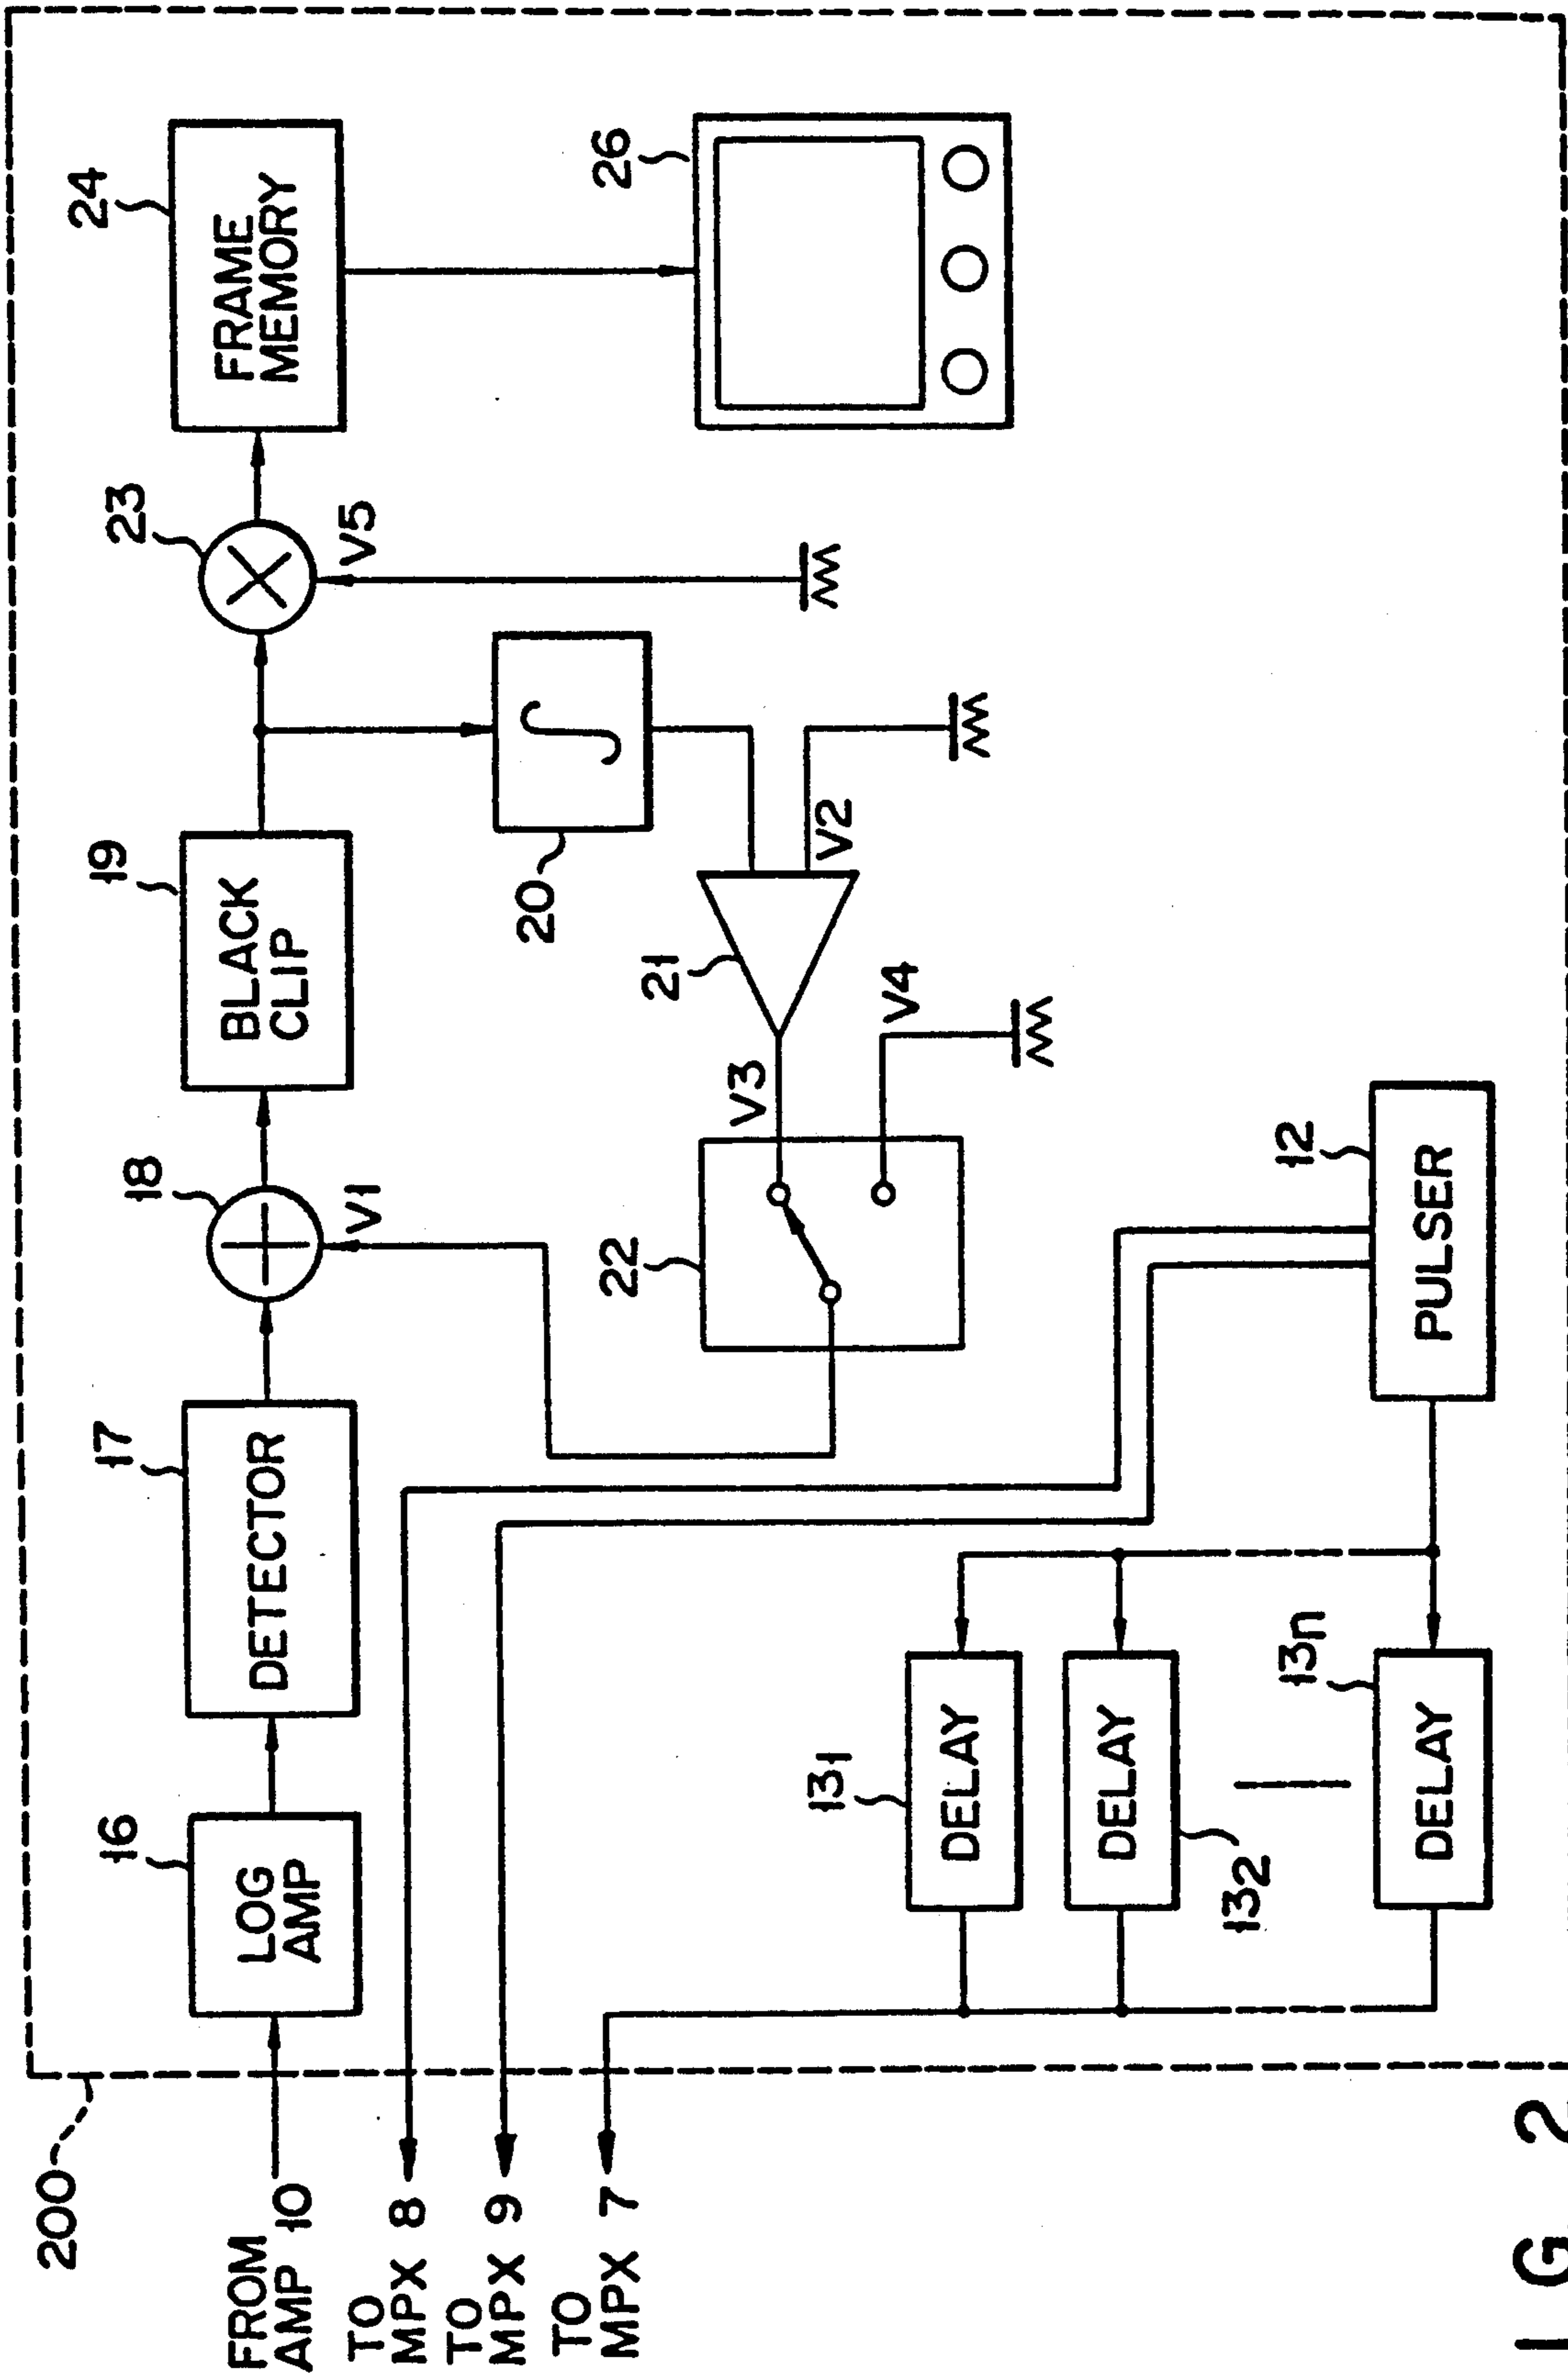 200
FROM
AMP 10
TO
MPX 8
TO
MPX 9
TO
MPX 7
16
LOG
AMP
17
DETECTOR
18
V1
19
BLACK
CLIP
23
V5
24
FRAME
MEMORY
26
20
21
V2
V3
V4
22
12
PULSER
13₁
DELAY
13₂
DELAY
13n
DELAY
I G 2